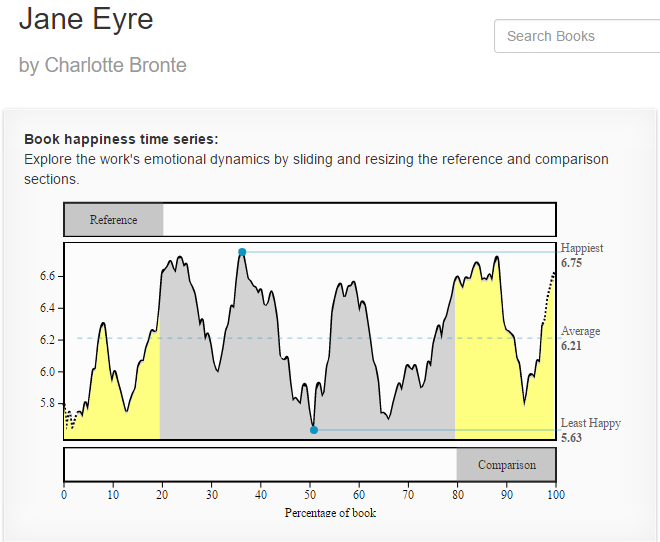 Jane Eyre
Search Books
by Charlotte Bronte
Book happiness time series:
Explore the work's emotional dynamics by sliding and resizing the reference and comparison
sections.
Reference
Happiest
6.75
6.6
6.4
Average
6.21
6.2
6.0
5.8
Least Happy
5.63
Comparison
0 10 20 30 40 50 60 70 80 90 100
Percentage of book